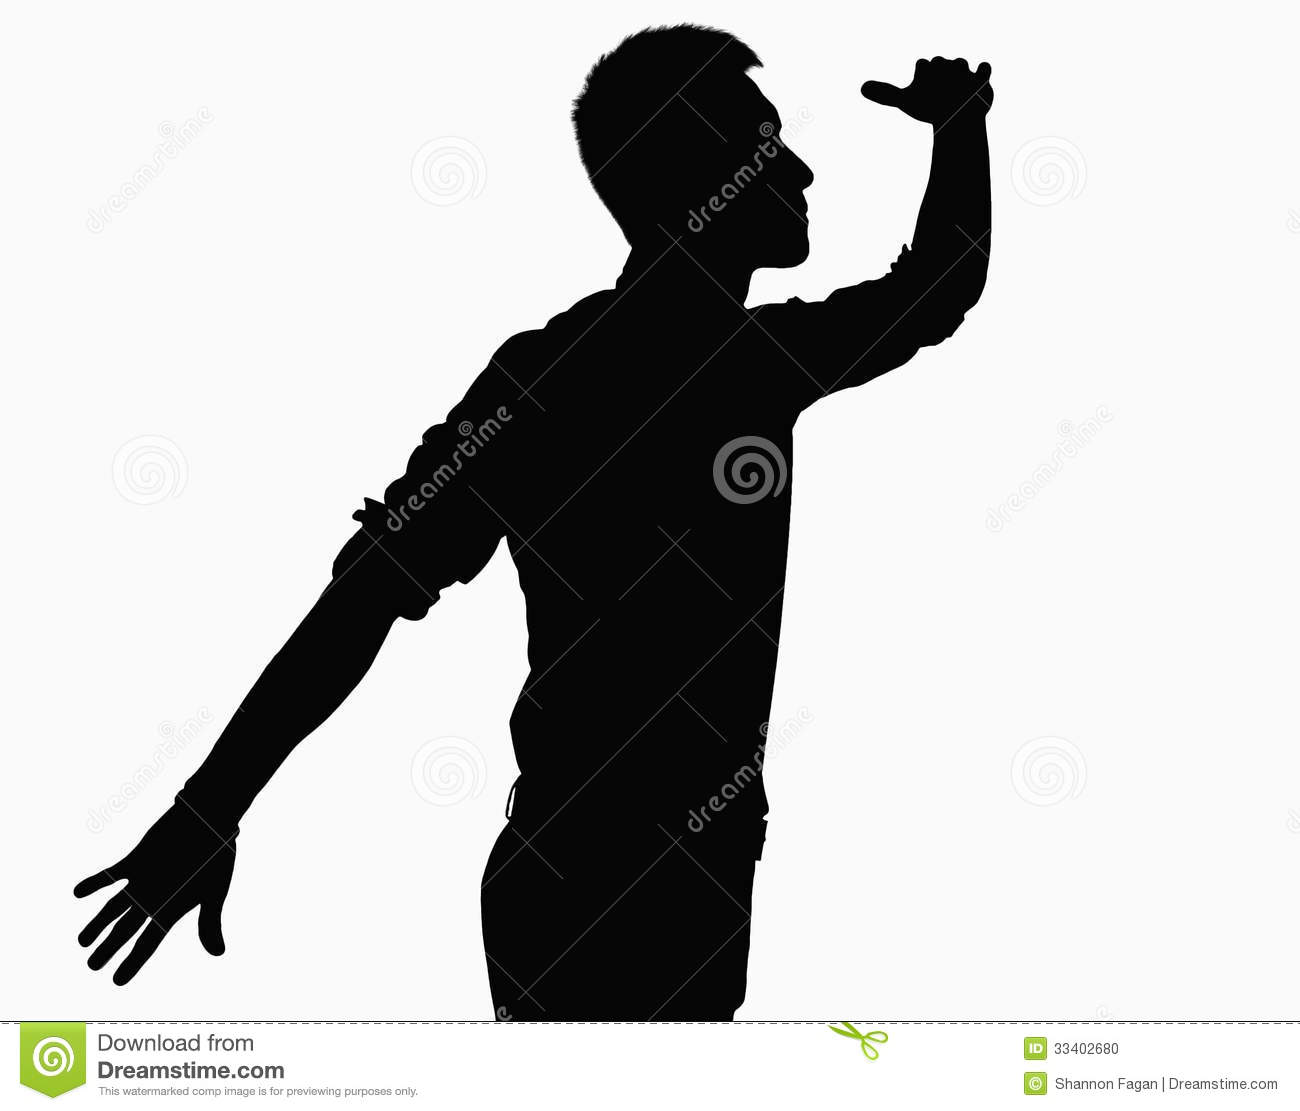 dreamstime
dreamstime
dreamstime
dreamstime
dreamstime
dreamstime
Download from
Dreamstime.com
This watermarked comp image is for previewing purposes only.
ID 33402680
© Shannon Fagan | Dreamstime.com